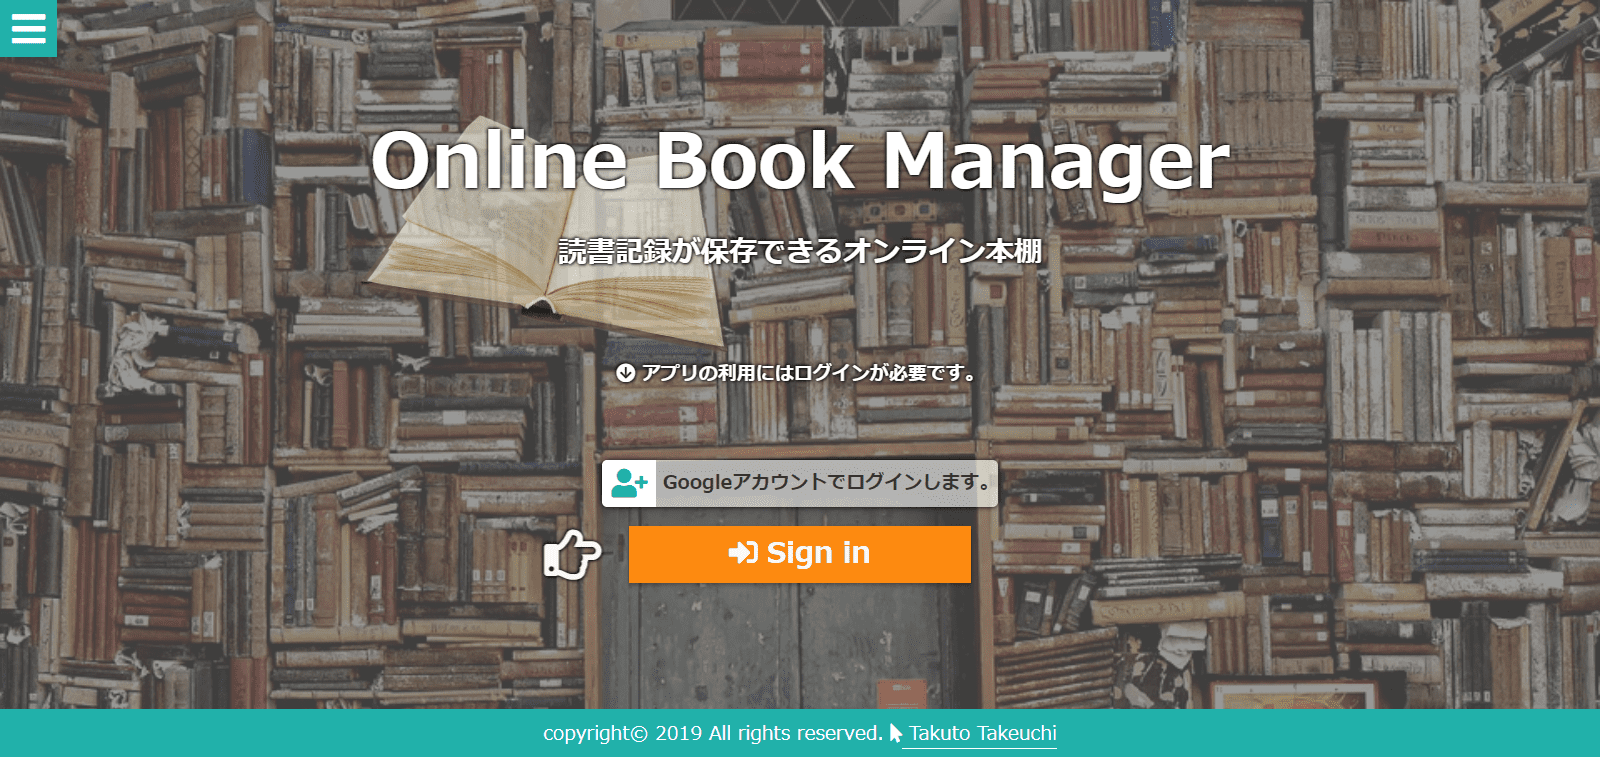 Online Book Manager
読書記録が保存できるオンライン本棚
アプリの利用にはログインが必要です。
Googleアカウントでログインします。
Sign in
copyright© 2019 All rights reserved. Takuto Takeuchi